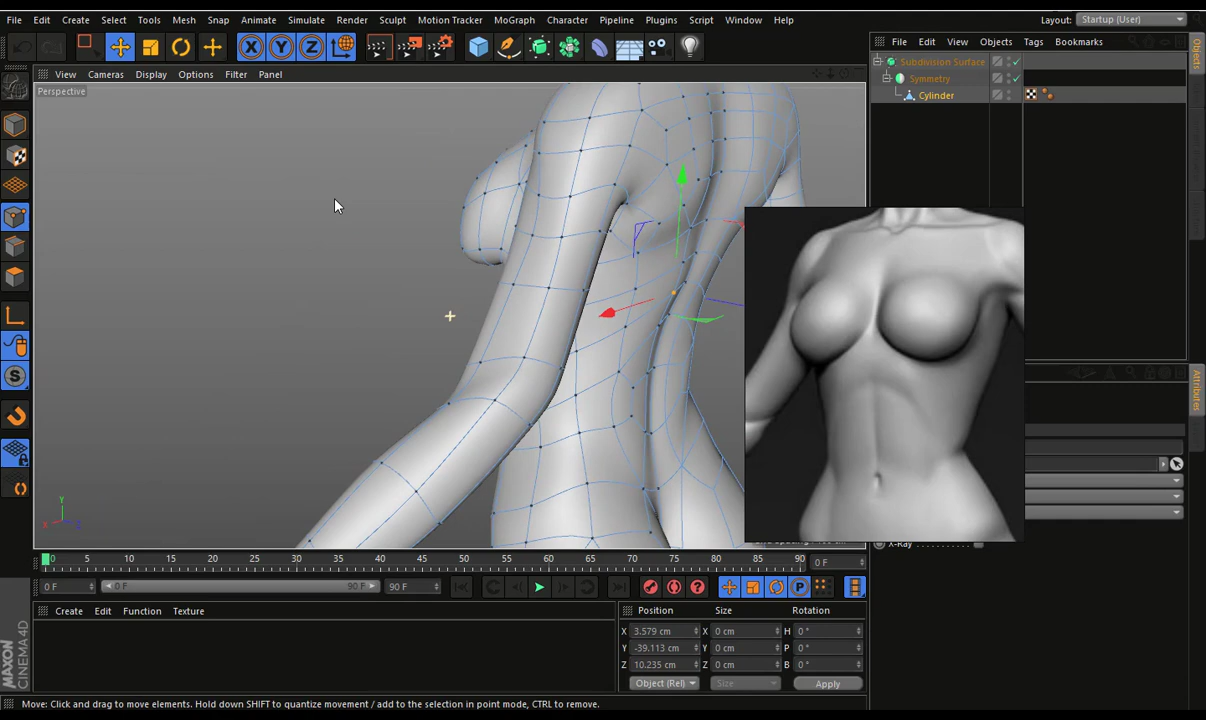 File Edit Create Select Tools Mesh Snap Animate Simulate Render Sculpt Motion Tracker MoGraph Character Pipeline Plugins Script Window Help Layout: Startup (User)
X Y Z
File Edit View Objects Tags Bookmarks
Objects
View Cameras Display Options Filter Panel
Perspective
Subdivision Surface
Symmetry
Cylinder
S
Attributes
Y
X Z
X-Ray
0 5 10 15 20 25 30 35 40 45 50 55 60 65 70 75 80 85 90 0 F
0 F 0 F 90 F 90 F
P
Create Edit Function Texture
Position Size Rotation
X 3.579 cm X 0 cm H 0 °
Y -39.113 cm Y 0 cm P 0 °
Z 10.235 cm Z 0 cm B 0 °
Object (Rel) Size Apply
MAXON
CINEMA 4D
Move: Click and drag to move elements. Hold down SHIFT to quantize movement / add to the selection in point mode, CTRL to remove.